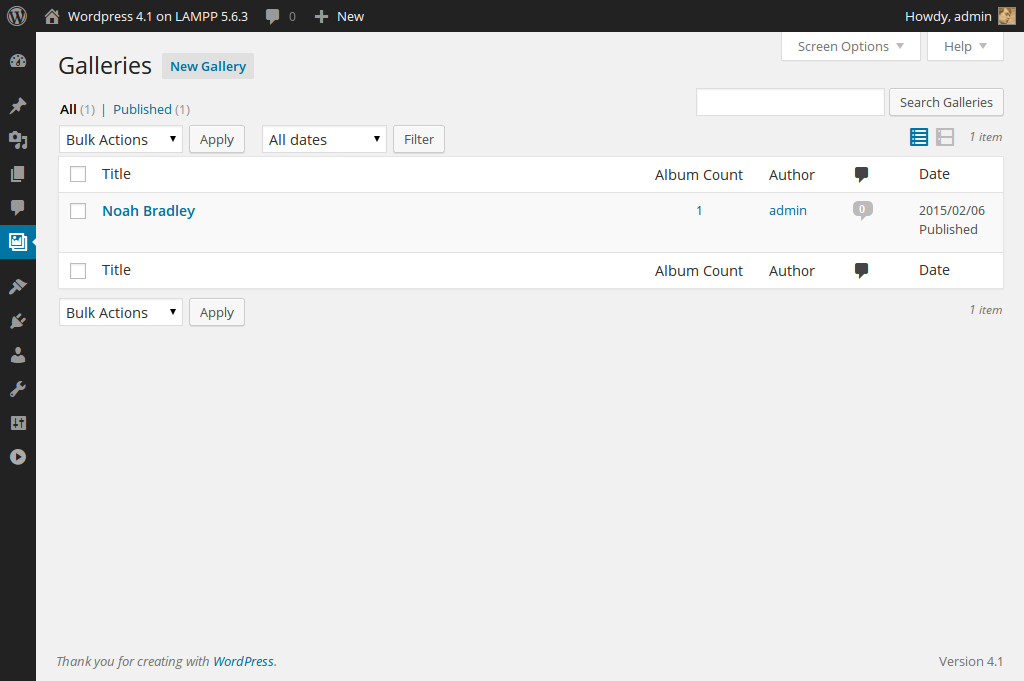 Wordpress 4.1 on LAMPP 5.6.3 0 New Howdy, admin
Screen Options Help
Galleries New Gallery
All (1) | Published (1) Search Galleries
Bulk Actions Apply All dates Filter 1 item
Title Album Count Author Date
Noah Bradley 1 admin 0 2015/02/06
Published
Title Album Count Author Date
Bulk Actions Apply 1 item
Thank you for creating with WordPress. Version 4.1